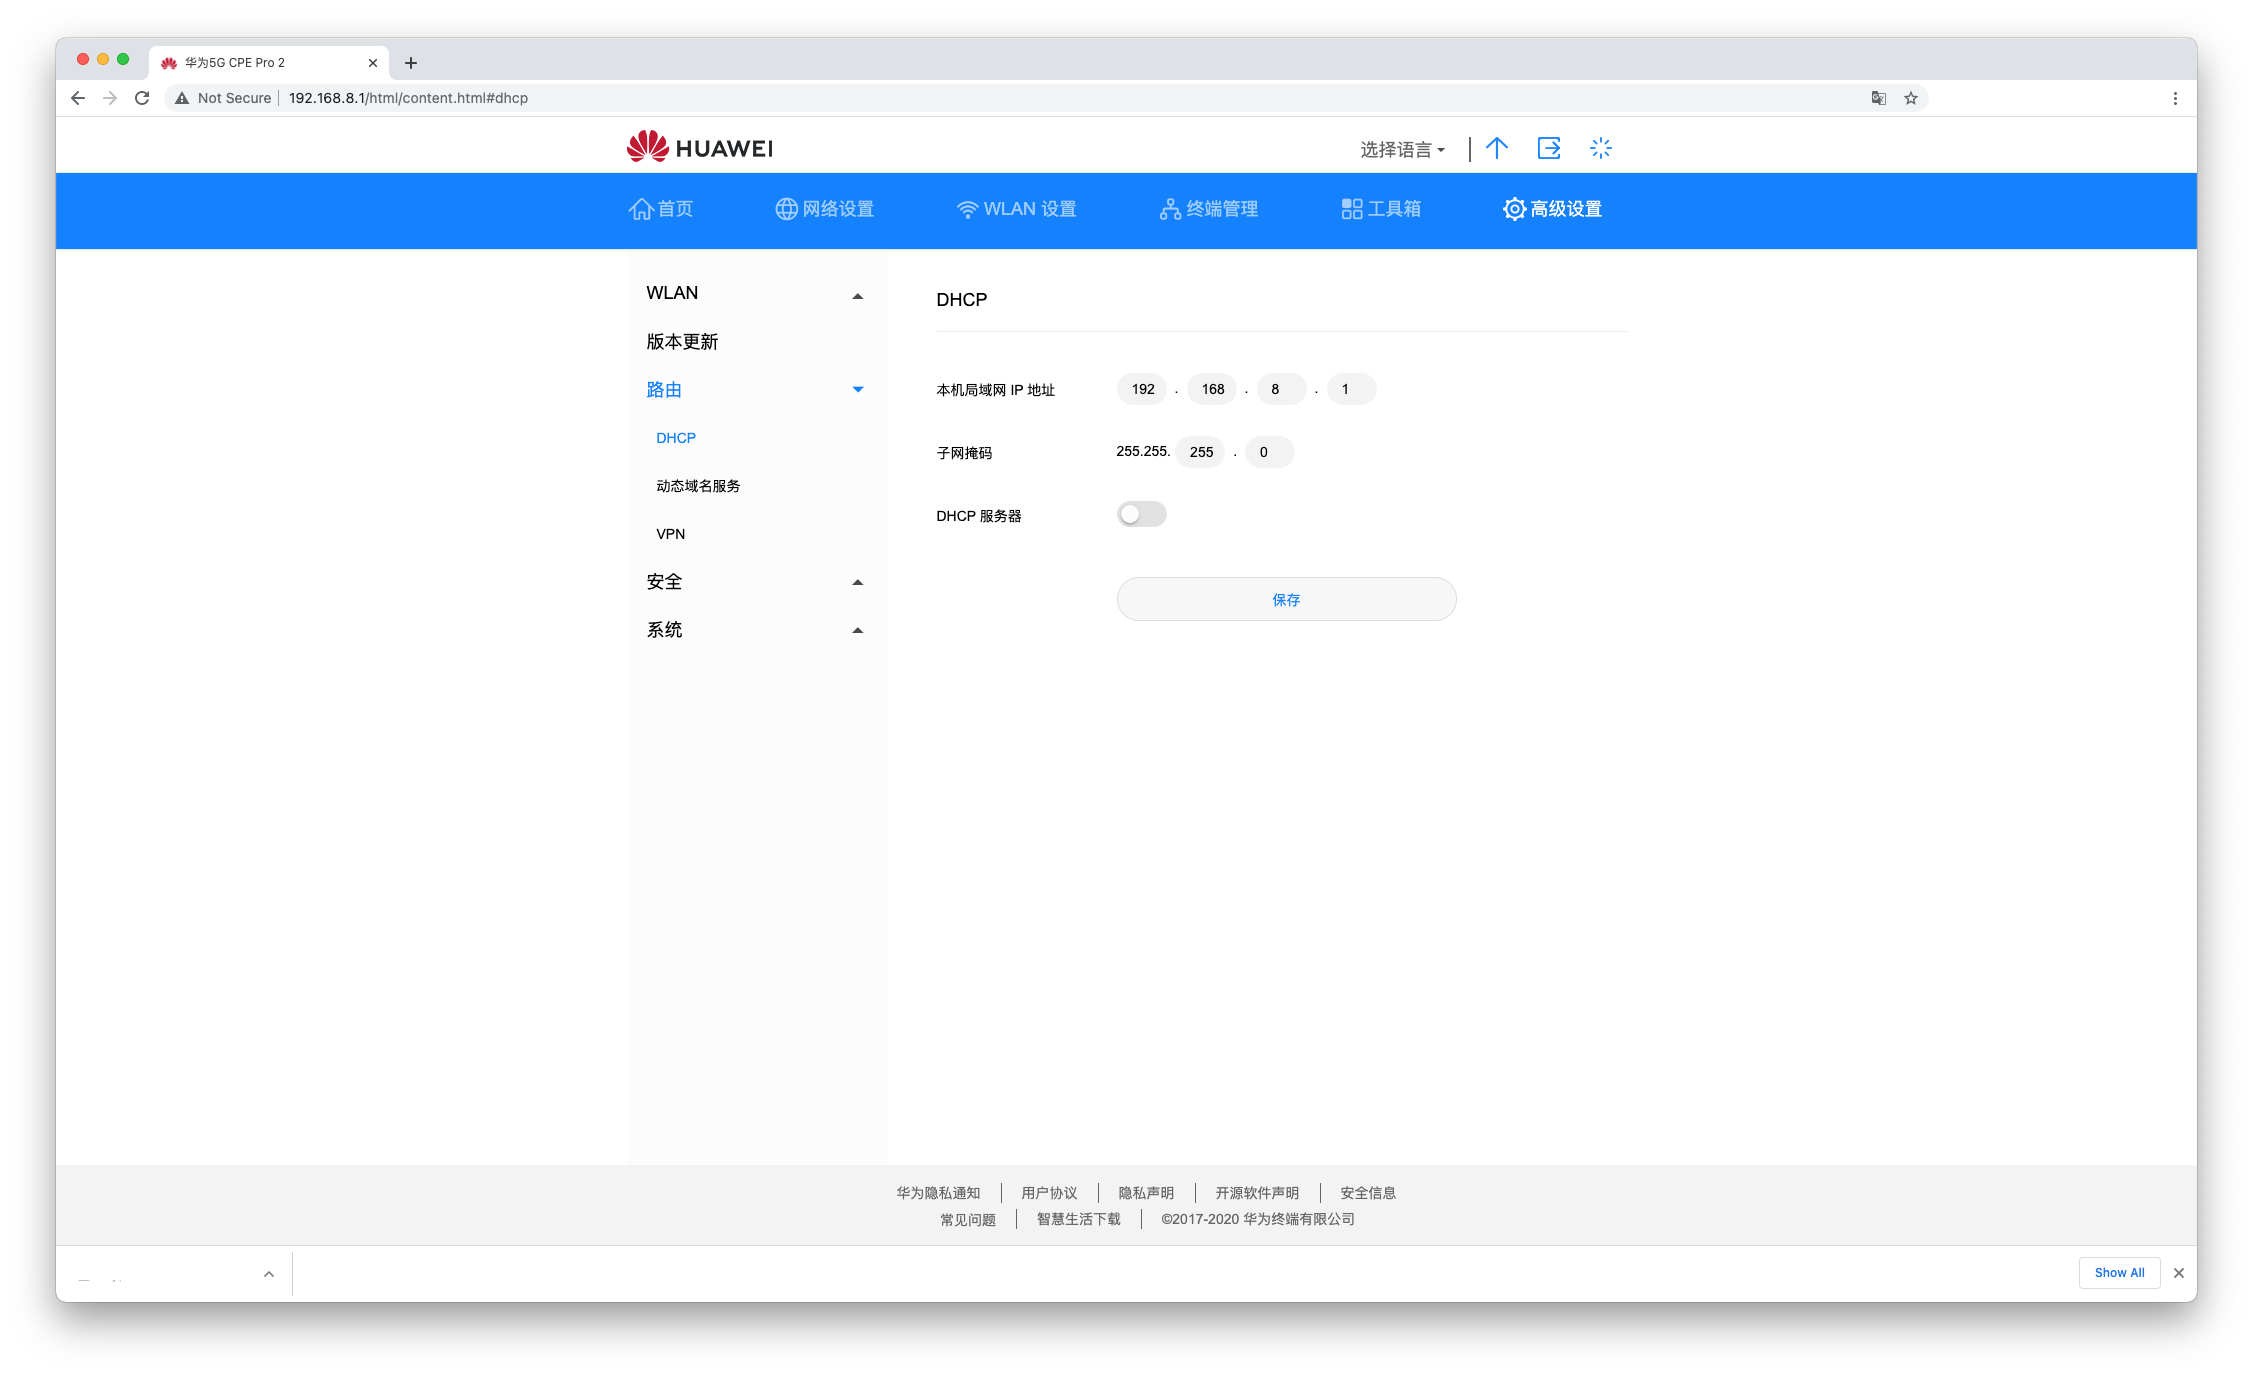 华为5G CPE Pro 2
Not Secure 192.168.8.1/html/content.html#dhcp
HUAWEI
选择语言
首页 网络设置 WLAN 设置 终端管理 工具箱 高级设置
WLAN
版本更新
路由
DHCP
动态域名服务
VPN
安全
系统
DHCP
本机局域网 IP 地址 192 . 168 . 8 . 1
子网掩码 255.255. 255 . 0
DHCP 服务器
保存
华为隐私通知 用户协议 隐私声明 开源软件声明 安全信息
常见问题 智慧生活下载 ©2017-2020 华为终端有限公司
Show All